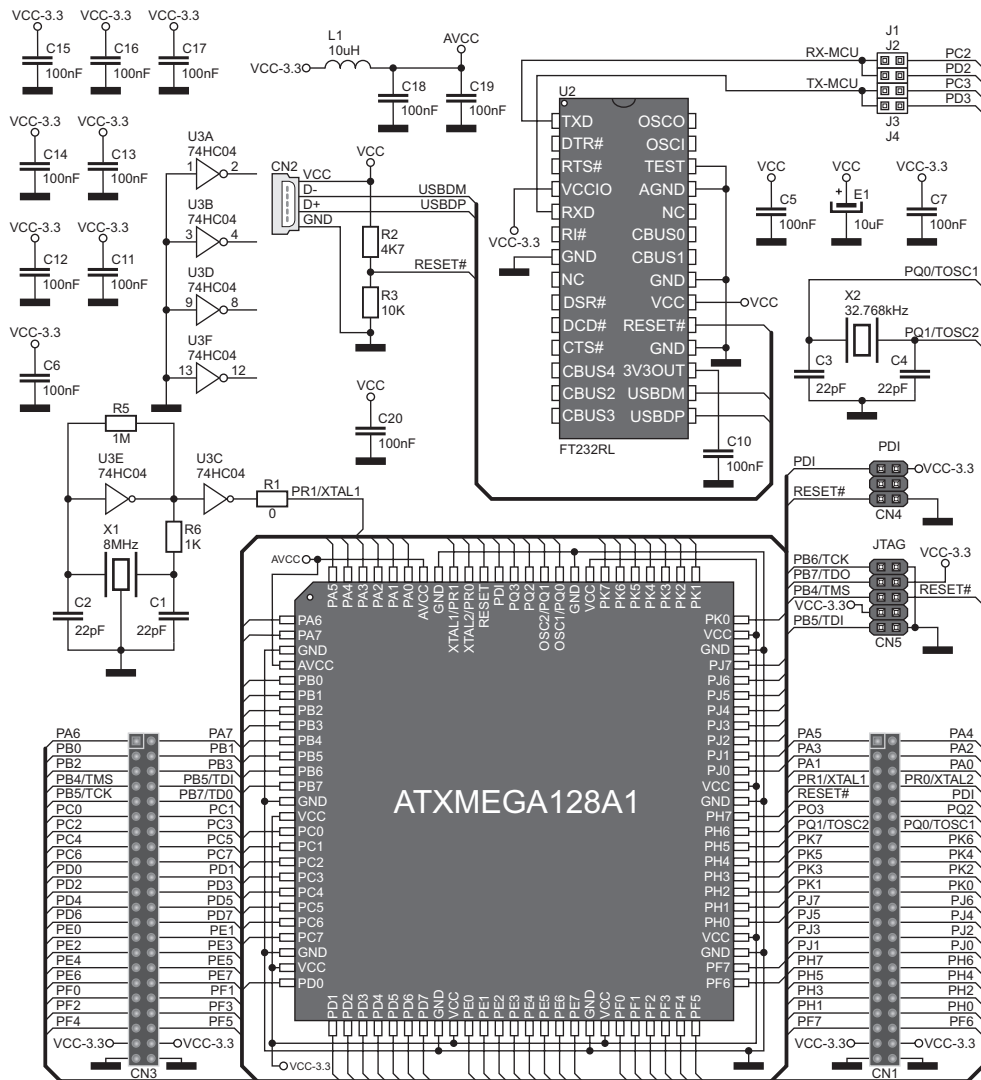 VCC-3.3 VCC-3.3 VCC-3.3
C15 C16 C17
100nF 100nF 100nF
L1
10uH
VCC-3.3
AVCC
C18 C19
100nF 100nF
VCC-3.3 VCC-3.3
C14 C13
100nF 100nF
VCC-3.3 VCC-3.3
C12 C11
100nF 100nF
VCC-3.3
C6
100nF
U3A
74HC04
1 2
U3B
74HC04
3 4
U3D
74HC04
9 8
U3F
74HC04
13 12
CN2
VCC
D-
D+
GND
VCC
USBDM
USBDP
R2
4K7
RESET#
R3
10K
VCC
C20
100nF
U2
TXD OSCO
DTR# OSCI
RTS# TEST
VCCIO AGND
RXD NC
RI# CBUS0
GND CBUS1
NC GND
DSR# VCC
DCD# RESET#
CTS# GND
CBUS4 3V3OUT
CBUS2 USBDM
CBUS3 USBDP
FT232RL
VCC-3.3
VCC
C10
100nF
J1
J2
RX-MCU PC2
PD2
TX-MCU PC3
PD3
J3
J4
VCC VCC VCC-3.3
C5 + E1 C7
100nF 10uF 100nF
PQ0/TOSC1
X2
32.768kHz
PQ1/TOSC2
C3 C4
22pF 22pF
R5
1M
U3E U3C
74HC04 74HC04
R1
0
PR1/XTAL1
X1
8MHz
R6
1K
C2 C1
22pF 22pF
PDI
PDI VCC-3.3
RESET#
CN4
JTAG
PB6/TCK VCC-3.3
PB7/TDO
PB4/TMS RESET#
VCC-3.3
PB5/TDI
CN5
AVCC
PA5
PA4
PA3
PA2
PA1
PA0
AVCC
GND
XTAL1/PR1
XTAL2/PR0
RESET
PDI
PQ3
PQ2
OSC2/PQ1
OSC1/PQ0
GND
VCC
PK7
PK6
PK5
PK4
PK3
PK2
PK1
PA6
PA7
GND
AVCC
PB0
PB1
PB2
PB3
PB4
PB5
PB6
PB7
GND
VCC
PC0
PC1
PC2
PC3
PC4
PC5
PC6
PC7
GND
VCC
PD0
ATXMEGA128A1
PK0
VCC
GND
PJ7
PJ6
PJ5
PJ4
PJ3
PJ2
PJ1
PJ0
VCC
GND
PH7
PH6
PH5
PH4
PH3
PH2
PH1
PH0
VCC
GND
PF7
PF6
PD1
PD2
PD3
PD4
PD5
PD6
PD7
GND
VCC
PE0
PE1
PE2
PE3
PE4
PE5
PE6
PE7
GND
VCC
PF0
PF1
PF2
PF3
PF4
PF5
VCC-3.3
PA6 PA7
PB0 PB1
PB2 PB3
PB4/TMS PB5/TDI
PB5/TCK PB7/TD0
PC0 PC1
PC2 PC3
PC4 PC5
PC6 PC7
PD0 PD1
PD2 PD3
PD4 PD5
PD6 PD7
PE0 PE1
PE2 PE3
PE4 PE5
PE6 PE7
PF0 PF1
PF2 PF3
PF4 PF5
VCC-3.3 VCC-3.3
CN3
PA5 PA4
PA3 PA2
PA1 PA0
PR1/XTAL1 PR0/XTAL2
RESET# PDI
PO3 PQ2
PQ1/TOSC2 PQ0/TOSC1
PK7 PK6
PK5 PK4
PK3 PK2
PK1 PK0
PJ7 PJ6
PJ5 PJ4
PJ3 PJ2
PJ1 PJ0
PH7 PH6
PH5 PH4
PH3 PH2
PH1 PH0
PF7 PF6
VCC-3.3 VCC-3.3
CN1